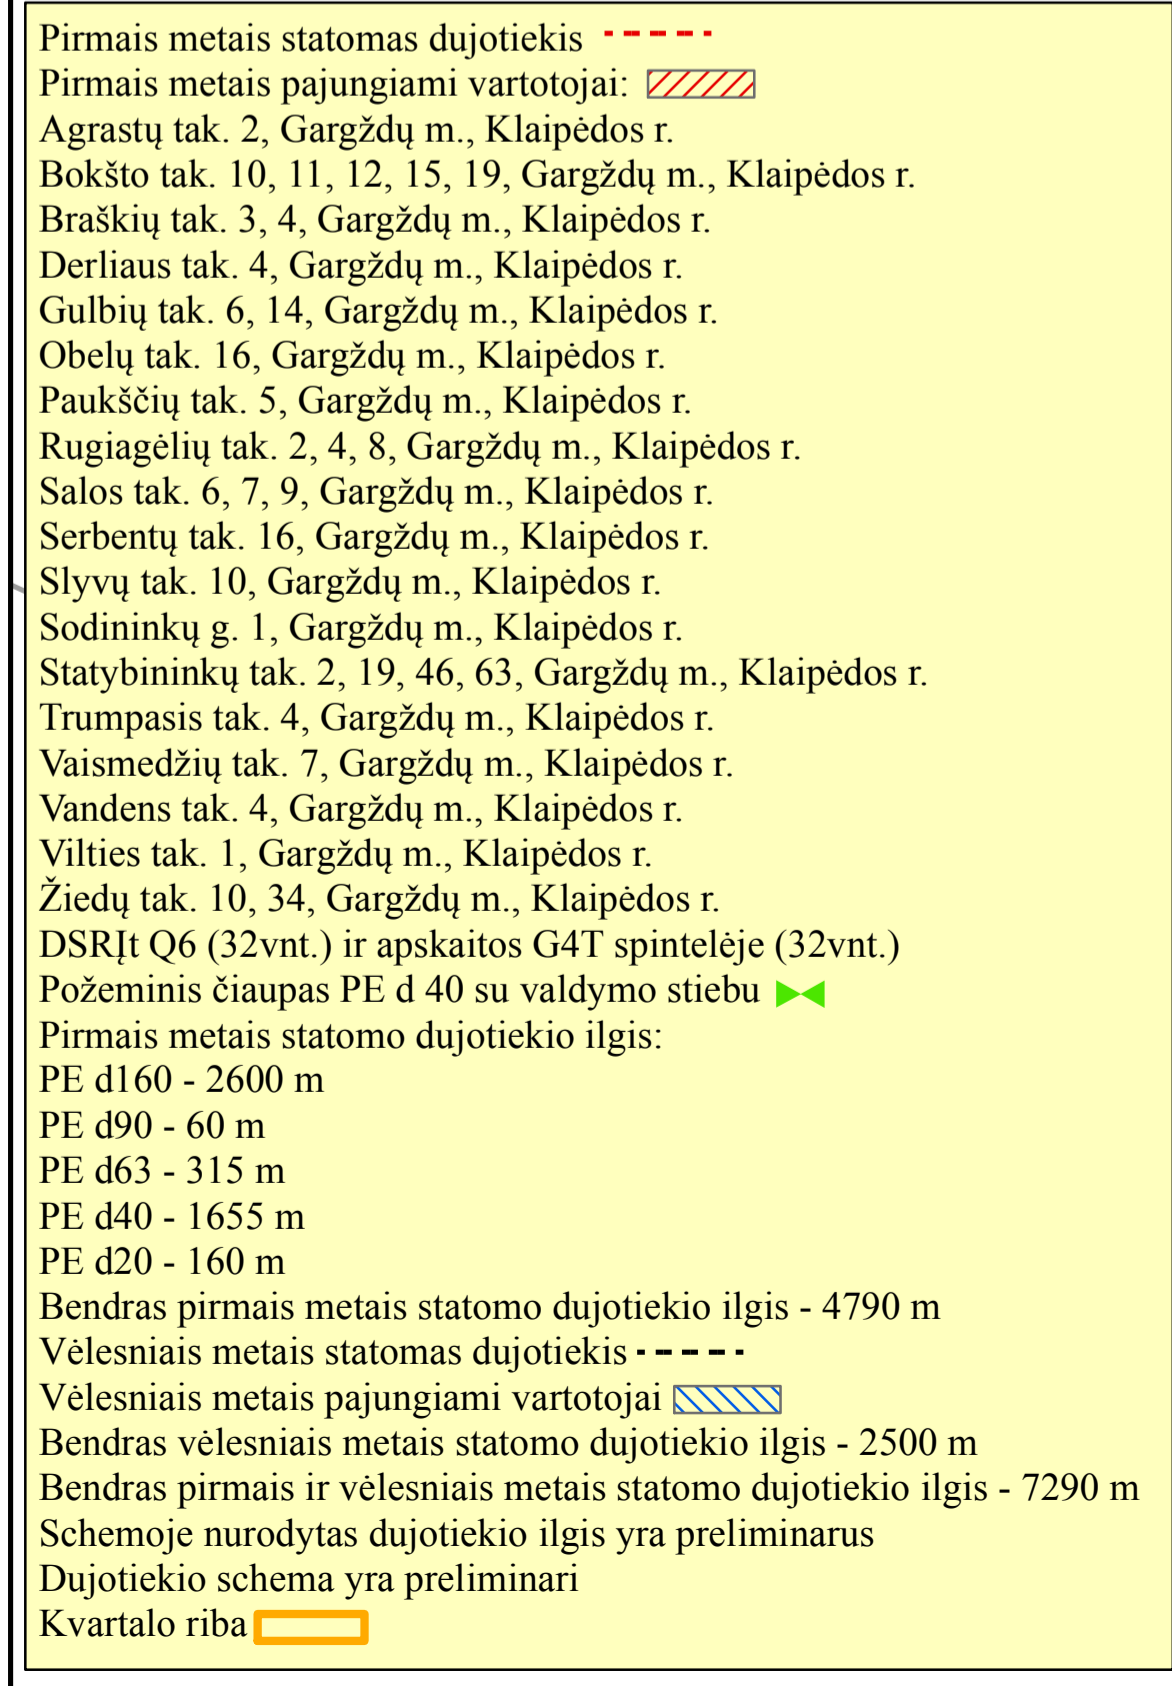 Pirmais metais statomas dujotiekis
Pirmais metais pajungiami vartotojai:
Agrastų tak. 2, Gargždų m., Klaipėdos r.
Bokšto tak. 10, 11, 12, 15, 19, Gargždų m., Klaipėdos r.
Braškių tak. 3, 4, Gargždų m., Klaipėdos r.
Derliaus tak. 4, Gargždų m., Klaipėdos r.
Gulbių tak. 6, 14, Gargždų m., Klaipėdos r.
Obelų tak. 16, Gargždų m., Klaipėdos r.
Paukščių tak. 5, Gargždų m., Klaipėdos r.
Rugiagėlių tak. 2, 4, 8, Gargždų m., Klaipėdos r.
Salos tak. 6, 7, 9, Gargždų m., Klaipėdos r.
Serbentų tak. 16, Gargždų m., Klaipėdos r.
Slyvų tak. 10, Gargždų m., Klaipėdos r.
Sodininkų g. 1, Gargždų m., Klaipėdos r.
Statybininkų tak. 2, 19, 46, 63, Gargždų m., Klaipėdos r.
Trumpasis tak. 4, Gargždų m., Klaipėdos r.
Vaismedžių tak. 7, Gargždų m., Klaipėdos r.
Vandens tak. 4, Gargždų m., Klaipėdos r.
Vilties tak. 1, Gargždų m., Klaipėdos r.
Žiedų tak. 10, 34, Gargždų m., Klaipėdos r.
DSRĮt Q6 (32vnt.) ir apskaitos G4T spintelėje (32vnt.)
Požeminis čiaupas PE d 40 su valdymo stiebu
Pirmais metais statomo dujotiekio ilgis:
PE d160 - 2600 m
PE d90 - 60 m
PE d63 - 315 m
PE d40 - 1655 m
PE d20 - 160 m
Bendras pirmais metais statomo dujotiekio ilgis - 4790 m
Vėlesniais metais statomas dujotiekis
Vėlesniais metais pajungiami vartotojai
Bendras vėlesniais metais statomo dujotiekio ilgis - 2500 m
Bendras pirmais ir vėlesniais metais statomo dujotiekio ilgis - 7290 m
Schemoje nurodytas dujotiekio ilgis yra preliminarus
Dujotiekio schema yra preliminari
Kvartalo riba